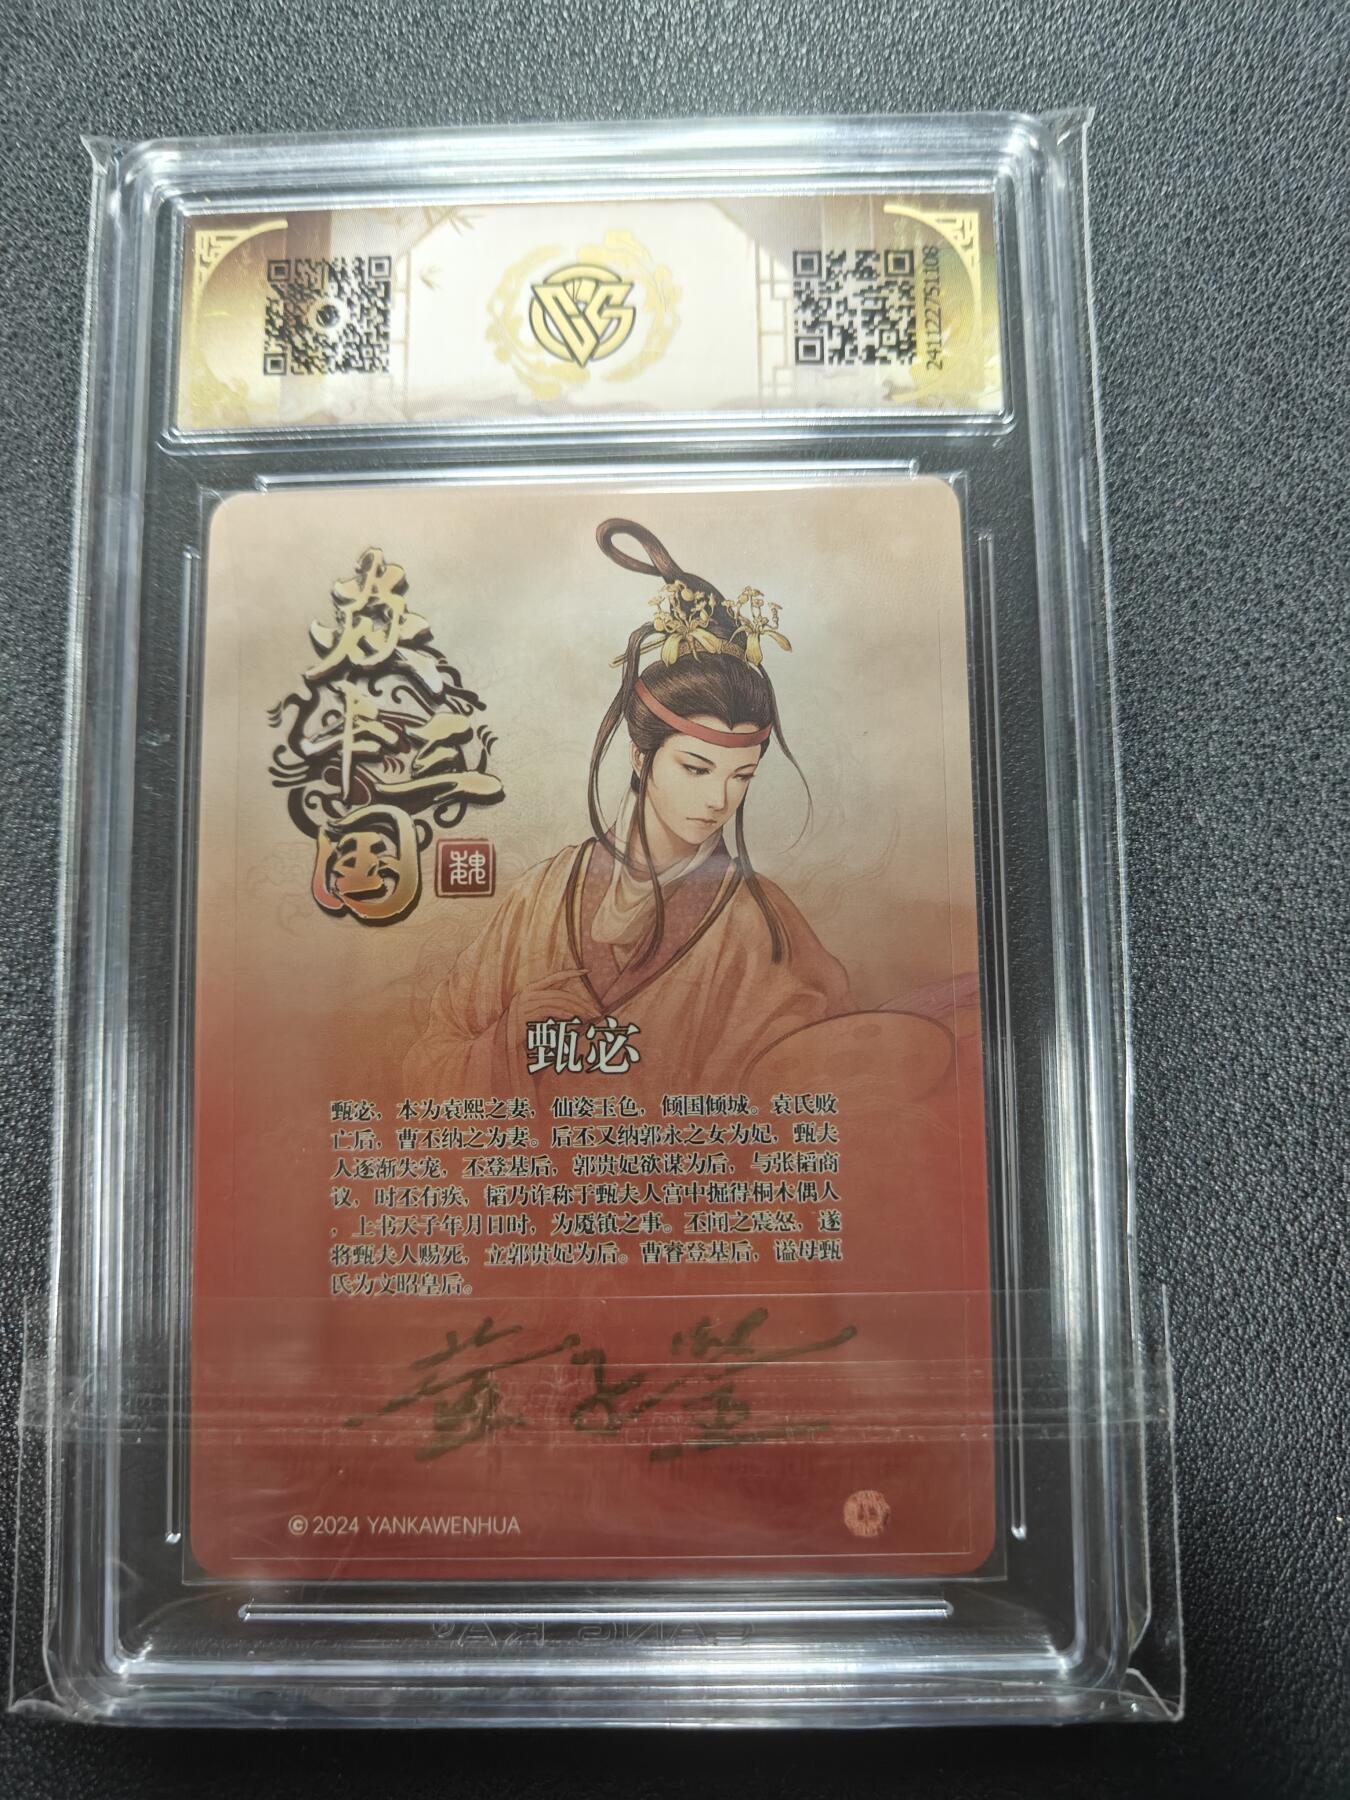 2411222751108
炎卡三国
魏
甄宓
甄宓，本为袁熙之妻，仙姿玉色，倾国倾城。袁氏败
亡后，曹丕纳之为妻。后丕又纳郭永之女为妃，甄夫
人逐渐失宠，丕登基后，郭贵妃欲谋为后，与张韬商
议，时丕有疾，韬乃诈称于甄夫人宫中掘得桐木偶人
，上书天子年月日时，为魇镇之事。丕闻之震怒，遂
将甄夫人赐死，立郭贵妃为后。曹睿登基后，谥母甄
氏为文昭皇后。
©2024 YANKAWENHUA